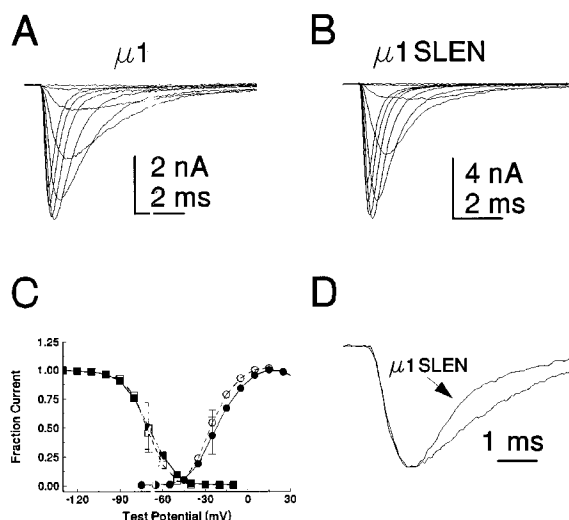 A
μ1
2 nA
2 ms
B
μ1 SLEN
4 nA
2 ms
C
Fraction Current
1.25
1.00
0.75
0.50
0.25
0.00
-120 -90 -60 -30 0 30
Test Potential (mV)
D
μ1 SLEN
1 ms